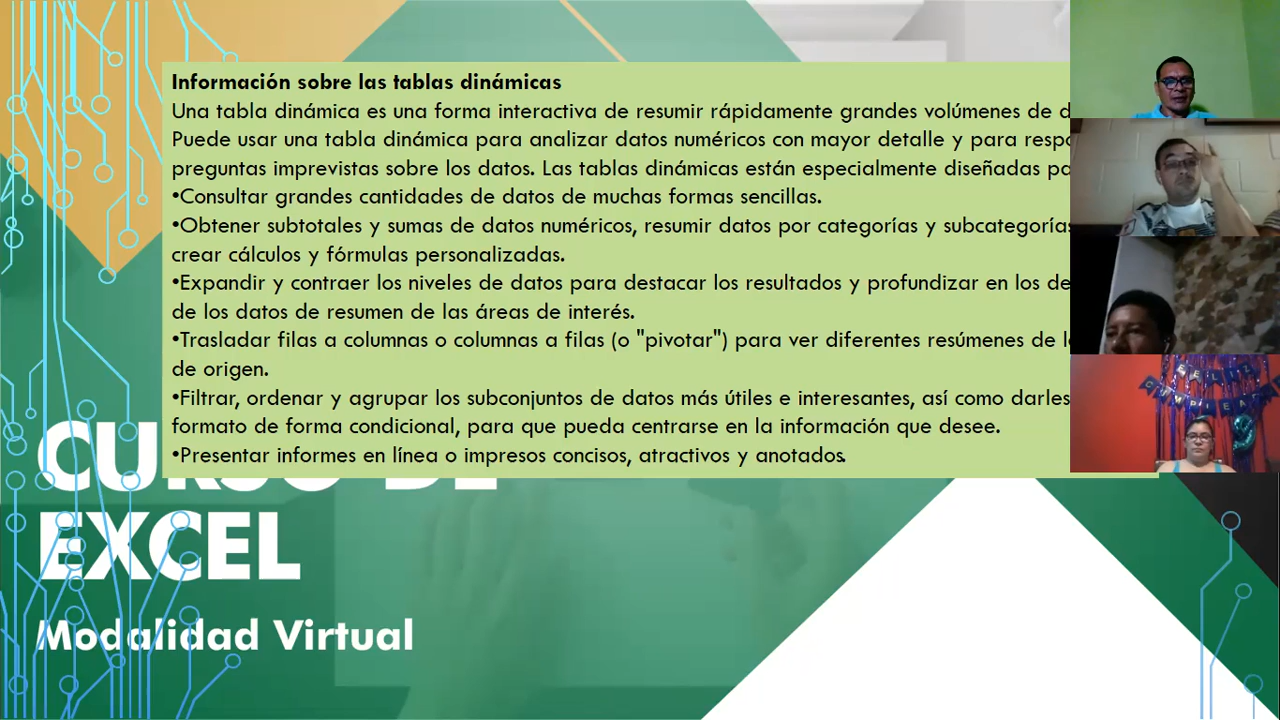 Información sobre las tablas dinámicas
Una tabla dinámica es una forma interactiva de resumir rápidamente grandes volúmenes de d
Puede usar una tabla dinámica para analizar datos numéricos con mayor detalle y para respo
preguntas imprevistas sobre los datos. Las tablas dinámicas están especialmente diseñadas pa
•Consultar grandes cantidades de datos de muchas formas sencillas.
•Obtener subtotales y sumas de datos numéricos, resumir datos por categorías y subcategorías
crear cálculos y fórmulas personalizadas.
•Expandir y contraer los niveles de datos para destacar los resultados y profundizar en los de
de los datos de resumen de las áreas de interés.
•Trasladar filas a columnas o columnas a filas (o "pivotar") para ver diferentes resúmenes de l
de origen.
•Filtrar, ordenar y agrupar los subconjuntos de datos más útiles e interesantes, así como darles
formato de forma condicional, para que pueda centrarse en la información que desee.
•Presentar informes en línea o impresos concisos, atractivos y anotados.
CURSO DE
EXCEL
Modalidad Virtual
FELIZ
CUMPLEA